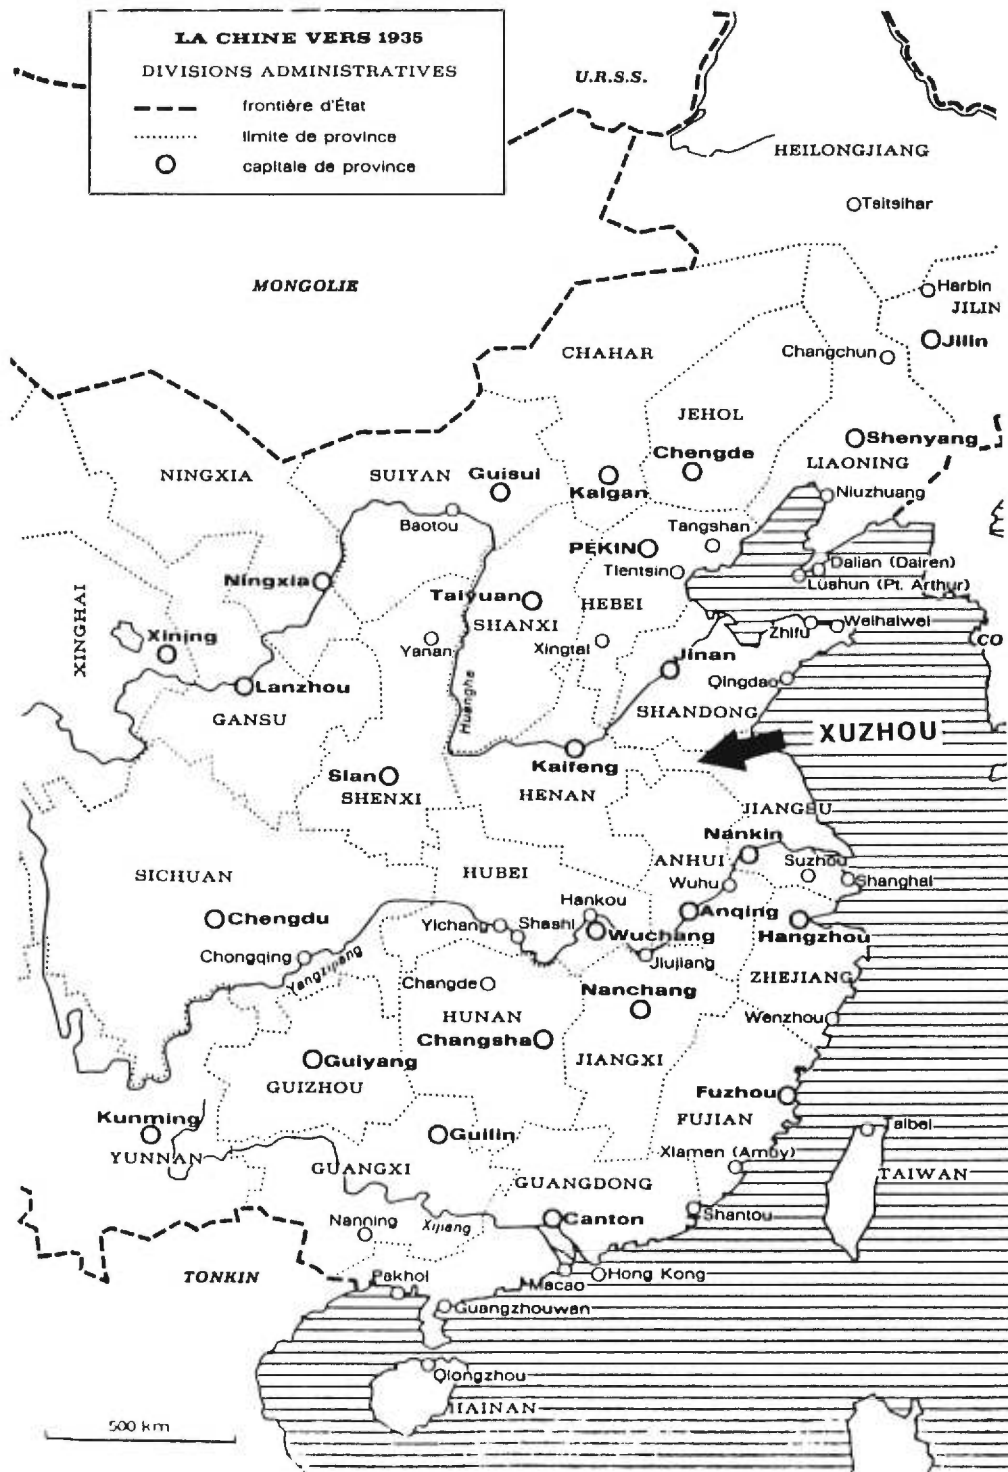 LA CHINE VERS 1935
DIVISIONS ADMINISTRATIVES
frontière d'État
limite de province
capitale de province
U.R.S.S.
HEILONGJIANG
Tsitsihar
MONGOLIE
Harbin
JILIN
Jilin
CHAHAR
Changchun
JEHOL
Chengde
Shenyang
LIAONING
NINGXIA
SUIYAN
Guisui
Kalgan
Niuzhuang
Baotou
Tangshan
PÉKIN
Tientsin
Dalian (Dairen)
Lüshun (Pt. Arthur)
Ningxia
Taiyuan
SHANXI
HEBEI
XINGHAI
Xining
Yanan
Xingtai
Zhifu
Weihaiwei
CO
Jinan
Lanzhou
Huanghe
Qingdao
GANSU
SHANDONG
XUZHOU
Kaifeng
C
Sian
SHENXI
HENAN
JIANGSU
Nankin
ANHUI
Suzhou
SICHUAN
HUBEI
Wuhu
Shanghai
Hankou
Chengdu
Yichang
Shashi
Wuchang
Anqing
Hangzhou
Chongqing
Yangzijiang
Jiujiang
Changde
Nanchang
ZHEJIANG
HUNAN
Wenzhou
Changsha
Guiyang
JIANGXI
GUIZHOU
Fuzhou
Kunming
FUJIAN
Guilin
Taibei
YUNNAN
GUANGXI
Xiamen (Amoy)
GUANGDONG
TAIWAN
Nanning
Xijiang
Canton
Shantou
TONKIN
Pakhoi
Macao
Hong Kong
Guangzhouwan
Qiongzhou
HAINAN
500 km